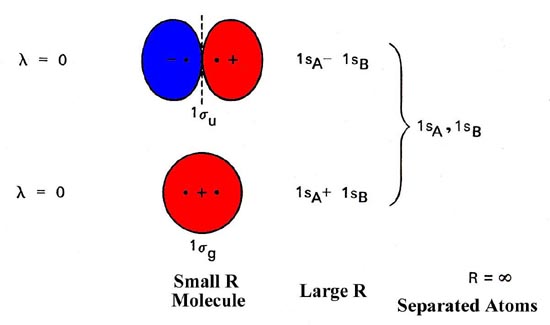 λ = 0
- • • +
1σu
1sA - 1sB
1sA, 1sB
λ = 0
• + •
1σg
1sA + 1sB
Small R
Molecule
Large R
R = ∞
Separated Atoms